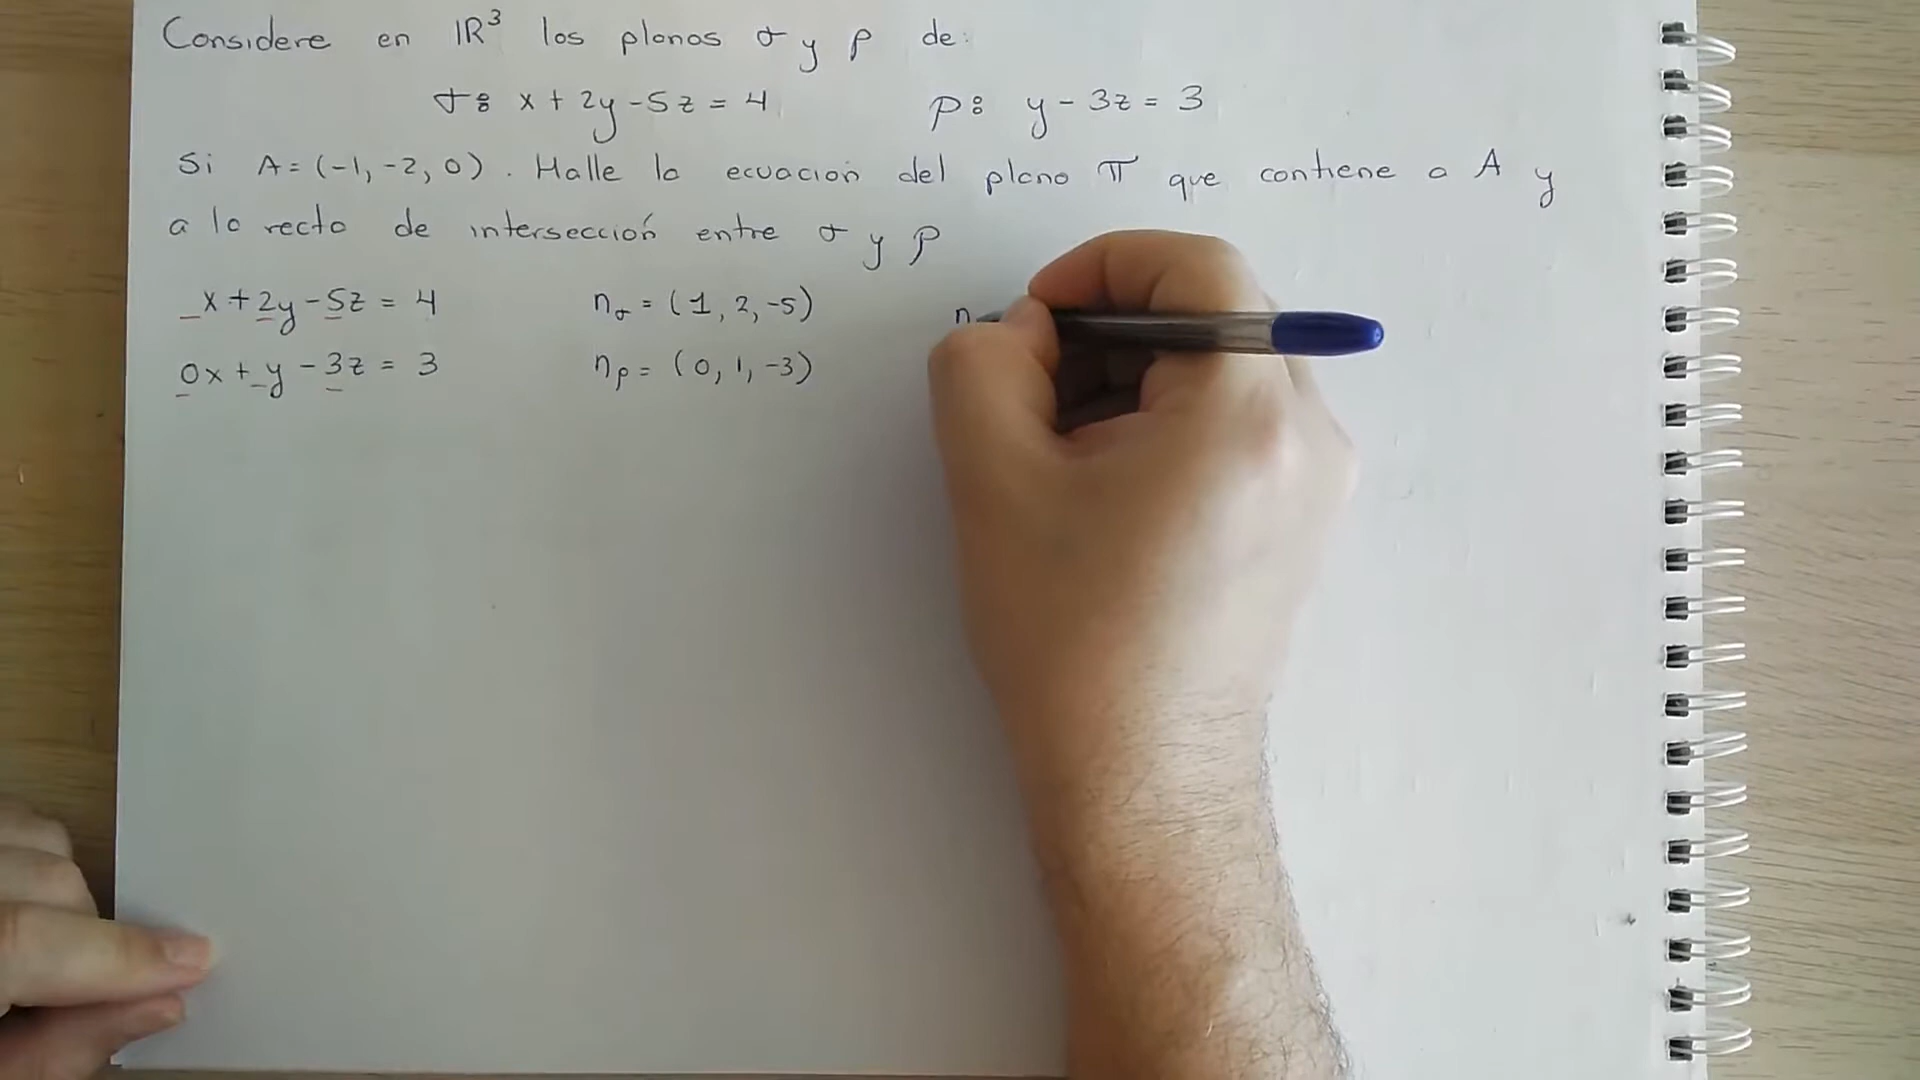 Considere en IR³ los planos σ y ρ de:
σ: x + 2y - 5z = 4 ρ: y - 3z = 3
Si A = (-1, -2, 0). Halle la ecuación del plano π que contiene a A y
a la recta de intersección entre σ y ρ
_x + 2y - 5z = 4 nσ = (1, 2, -5) n
0x + _y - 3z = 3 nρ = (0, 1, -3)